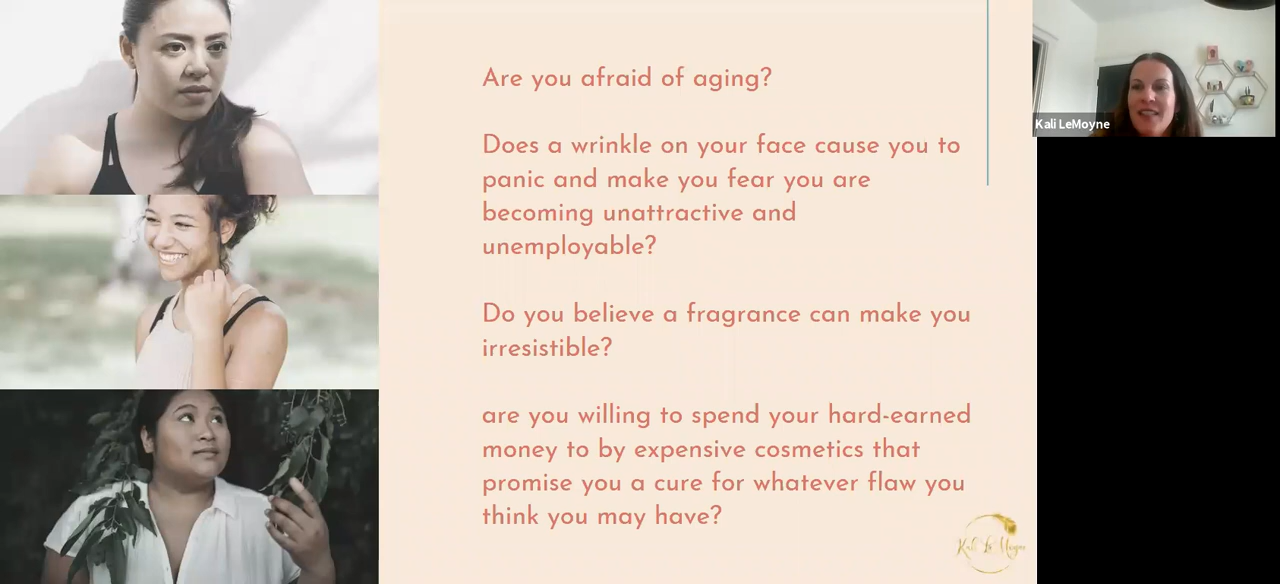 Are you afraid of aging?
Does a wrinkle on your face cause you to
panic and make you fear you are
becoming unattractive and
unemployable?
Do you believe a fragrance can make you
irresistible?
are you willing to spend your hard-earned
money to by expensive cosmetics that
promise you a cure for whatever flaw you
think you may have?
Kali LeMoyne
Kali Le Moyne